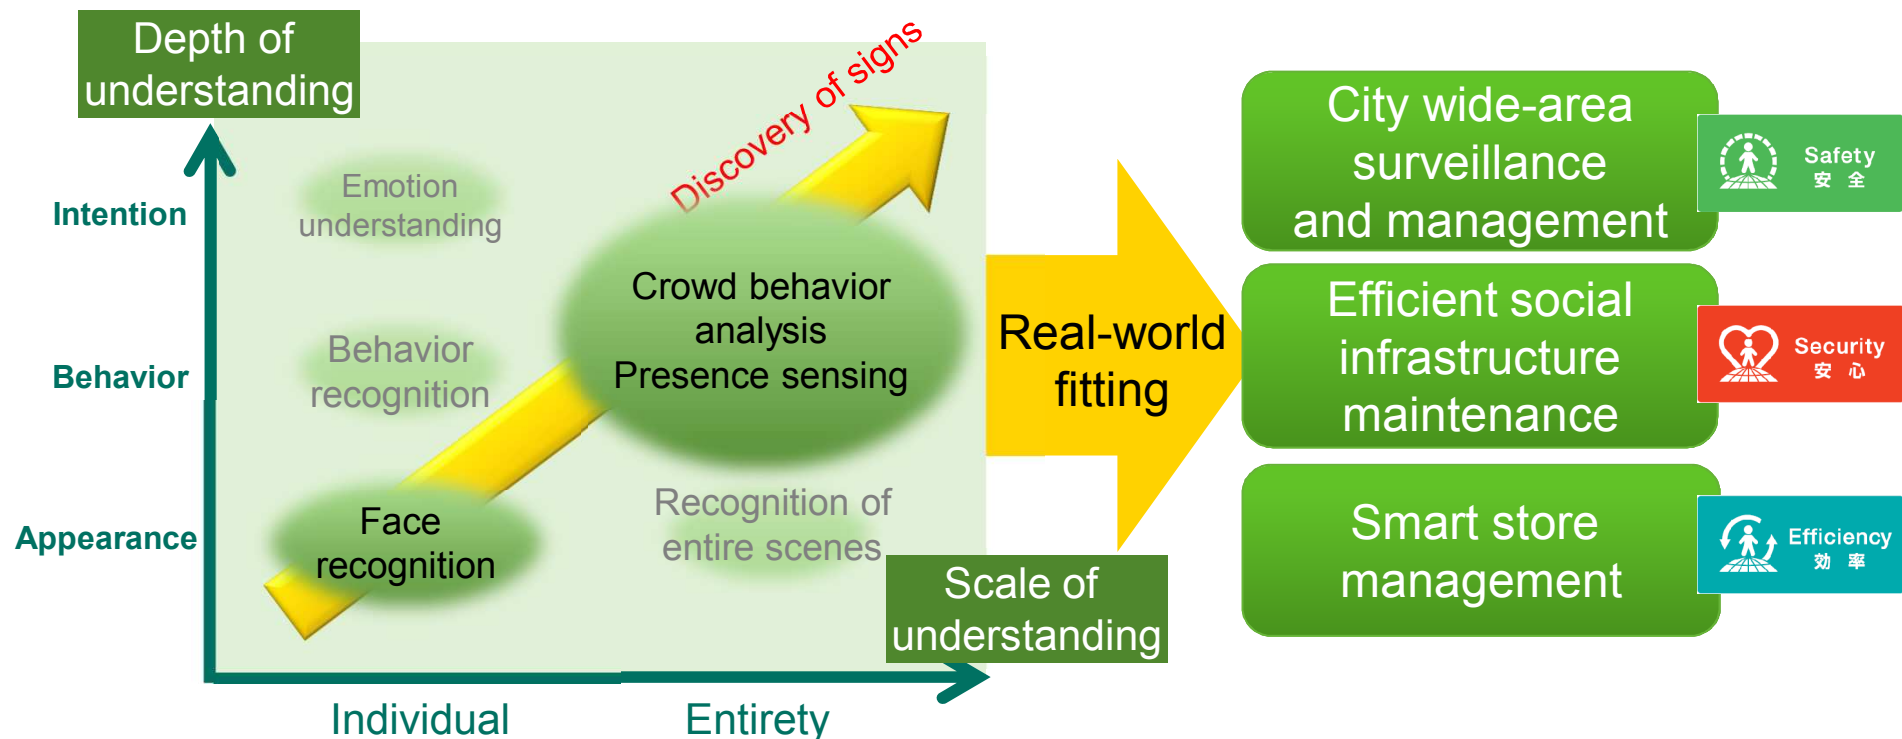 Depth of
understanding
Discovery of signs
Intention
Behavior
Appearance
Emotion
understanding
Behavior
recognition
Face
recognition
Crowd behavior
analysis
Presence sensing
Recognition of
entire scenes
Scale of
understanding
Individual
Entirety
Real-world
fitting
City wide-area
surveillance
and management
Safety
安全
Efficient social
infrastructure
maintenance
Security
安心
Smart store
management
Efficiency
効率